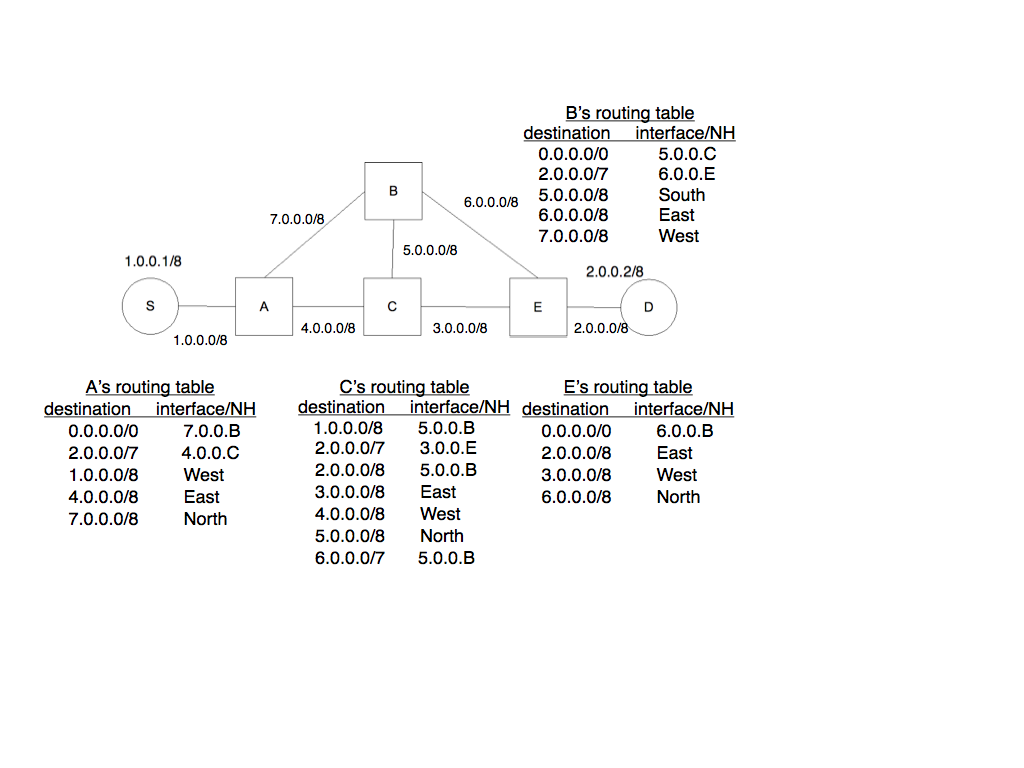 B's routing table
destination interface/NH
0.0.0.0/0 5.0.0.C
2.0.0.0/7 6.0.0.E
5.0.0.0/8 South
6.0.0.0/8 East
7.0.0.0/8 West
B
6.0.0.0/8
7.0.0.0/8
5.0.0.0/8
1.0.0.1/8
2.0.0.2/8
S A C E D
4.0.0.0/8 3.0.0.0/8 2.0.0.0/8
1.0.0.0/8
A's routing table
destination interface/NH
0.0.0.0/0 7.0.0.B
2.0.0.0/7 4.0.0.C
1.0.0.0/8 West
4.0.0.0/8 East
7.0.0.0/8 North
C's routing table
destination interface/NH
1.0.0.0/8 5.0.0.B
2.0.0.0/7 3.0.0.E
2.0.0.0/8 5.0.0.B
3.0.0.0/8 East
4.0.0.0/8 West
5.0.0.0/8 North
6.0.0.0/7 5.0.0.B
E's routing table
destination interface/NH
0.0.0.0/0 6.0.0.B
2.0.0.0/8 East
3.0.0.0/8 West
6.0.0.0/8 North